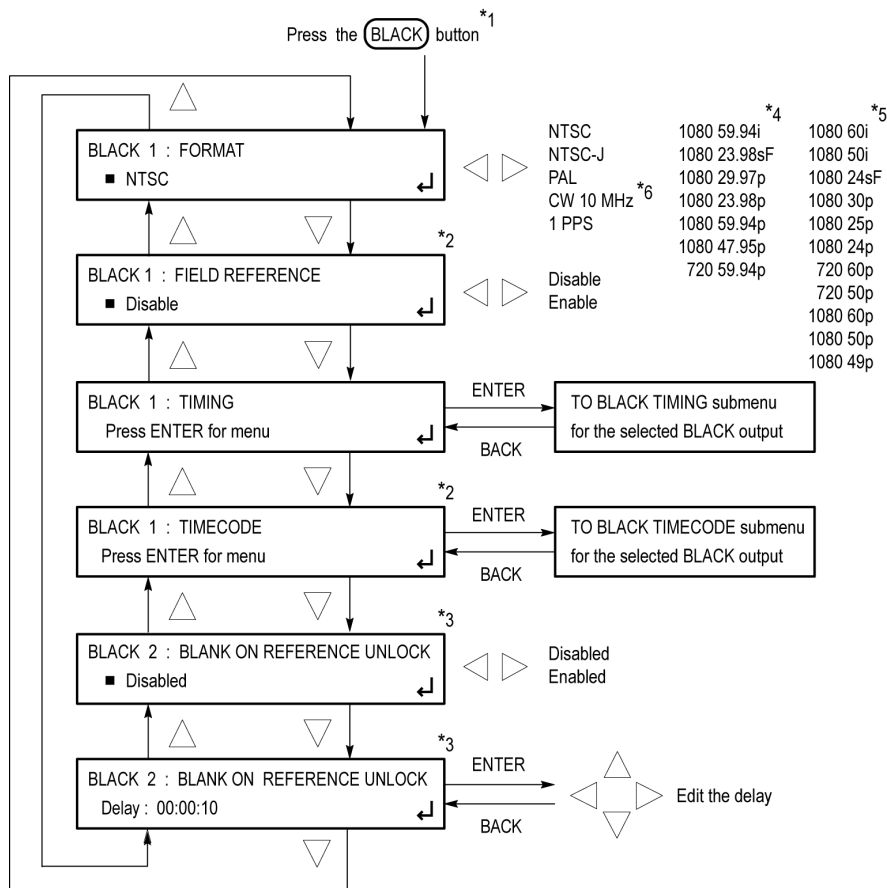 Press the BLACK button *1
BLACK 1 : FORMAT
■ NTSC
NTSC
NTSC-J
PAL
CW 10 MHz *6
1 PPS
*4
1080 59.94i
1080 23.98sF
1080 29.97p
1080 23.98p
1080 59.94p
1080 47.95p
720 59.94p
*5
1080 60i
1080 50i
1080 24sF
1080 30p
1080 25p
1080 24p
720 60p
720 50p
1080 60p
1080 50p
1080 49p
*2
BLACK 1 : FIELD REFERENCE
■ Disable
Disable
Enable
BLACK 1 : TIMING
Press ENTER for menu
ENTER
BACK
TO BLACK TIMING submenu
for the selected BLACK output
*2
BLACK 1 : TIMECODE
Press ENTER for menu
ENTER
BACK
TO BLACK TIMECODE submenu
for the selected BLACK output
*3
BLACK 2 : BLANK ON REFERENCE UNLOCK
■ Disabled
Disabled
Enabled
*3
BLACK 2 : BLANK ON REFERENCE UNLOCK
Delay : 00:00:10
ENTER
BACK
Edit the delay